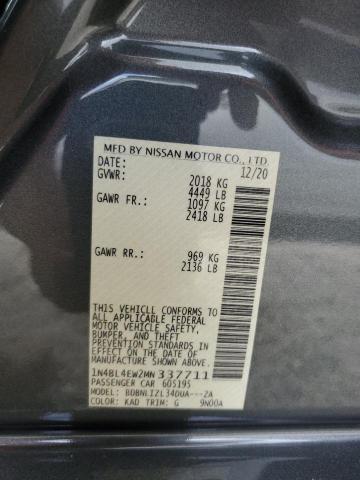 MFD BY NISSAN MOTOR CO., LTD.
DATE: 12/20
GVWR: 2018 KG
4449 LB
GAWR FR.: 1097 KG
2418 LB
GAWR RR.: 969 KG
2136 LB
THIS VEHICLE CONFORMS TO
ALL APPLICABLE FEDERAL
MOTOR VEHICLE SAFETY,
BUMPER, AND THEFT
PREVENTION STANDARDS
IN EFFECT ON THE DATE OF
MANUFACTURE SHOWN ABOVE.
1N4BL4EW2MN337711
PASSENGER CAR 605195
MODEL: BDBNLIZL34DUA---2A
COLOR: KAD TRIM: G 9N00A